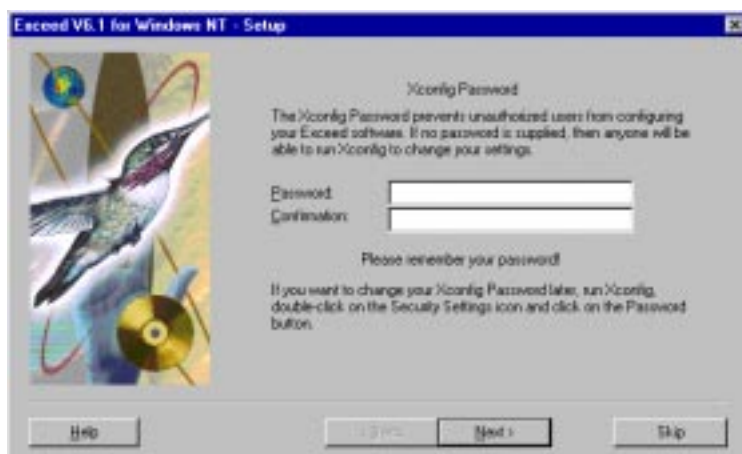 Exceed V6.1 for Windows NT - Setup
Xconfig Password
The Xconfig Password prevents unauthorized users from configuring
your Exceed software. If no password is supplied, then anyone will be
able to run Xconfig to change your settings.
Password:
Confirmation:
Please remember your password!
If you want to change your Xconfig Password later, run Xconfig,
double-click on the Security Settings icon and click on the Password
button.
Help
Next >
Skip